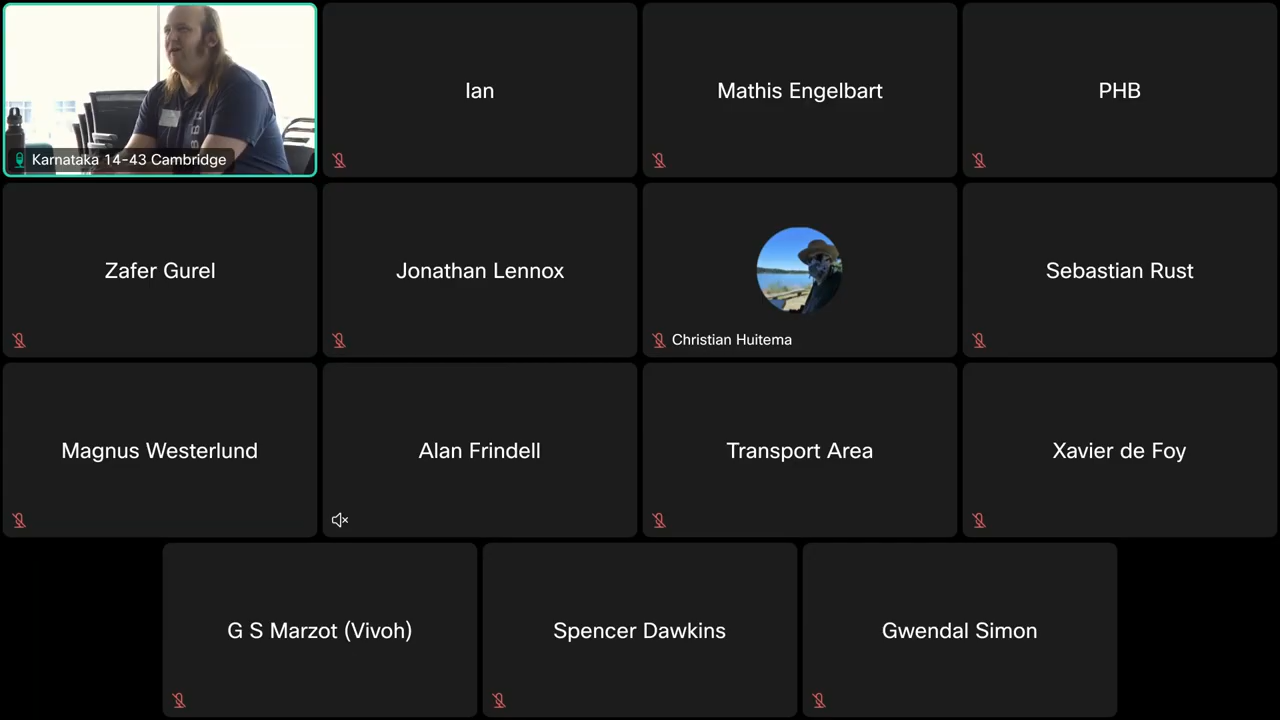 Karnataka 14-43 Cambridge
Ian
Mathis Engelbart
PHB
Zafer Gurel
Jonathan Lennox
Christian Huitema
Sebastian Rust
Magnus Westerlund
Alan Frindell
Transport Area
Xavier de Foy
G S Marzot (Vivoh)
Spencer Dawkins
Gwendal Simon